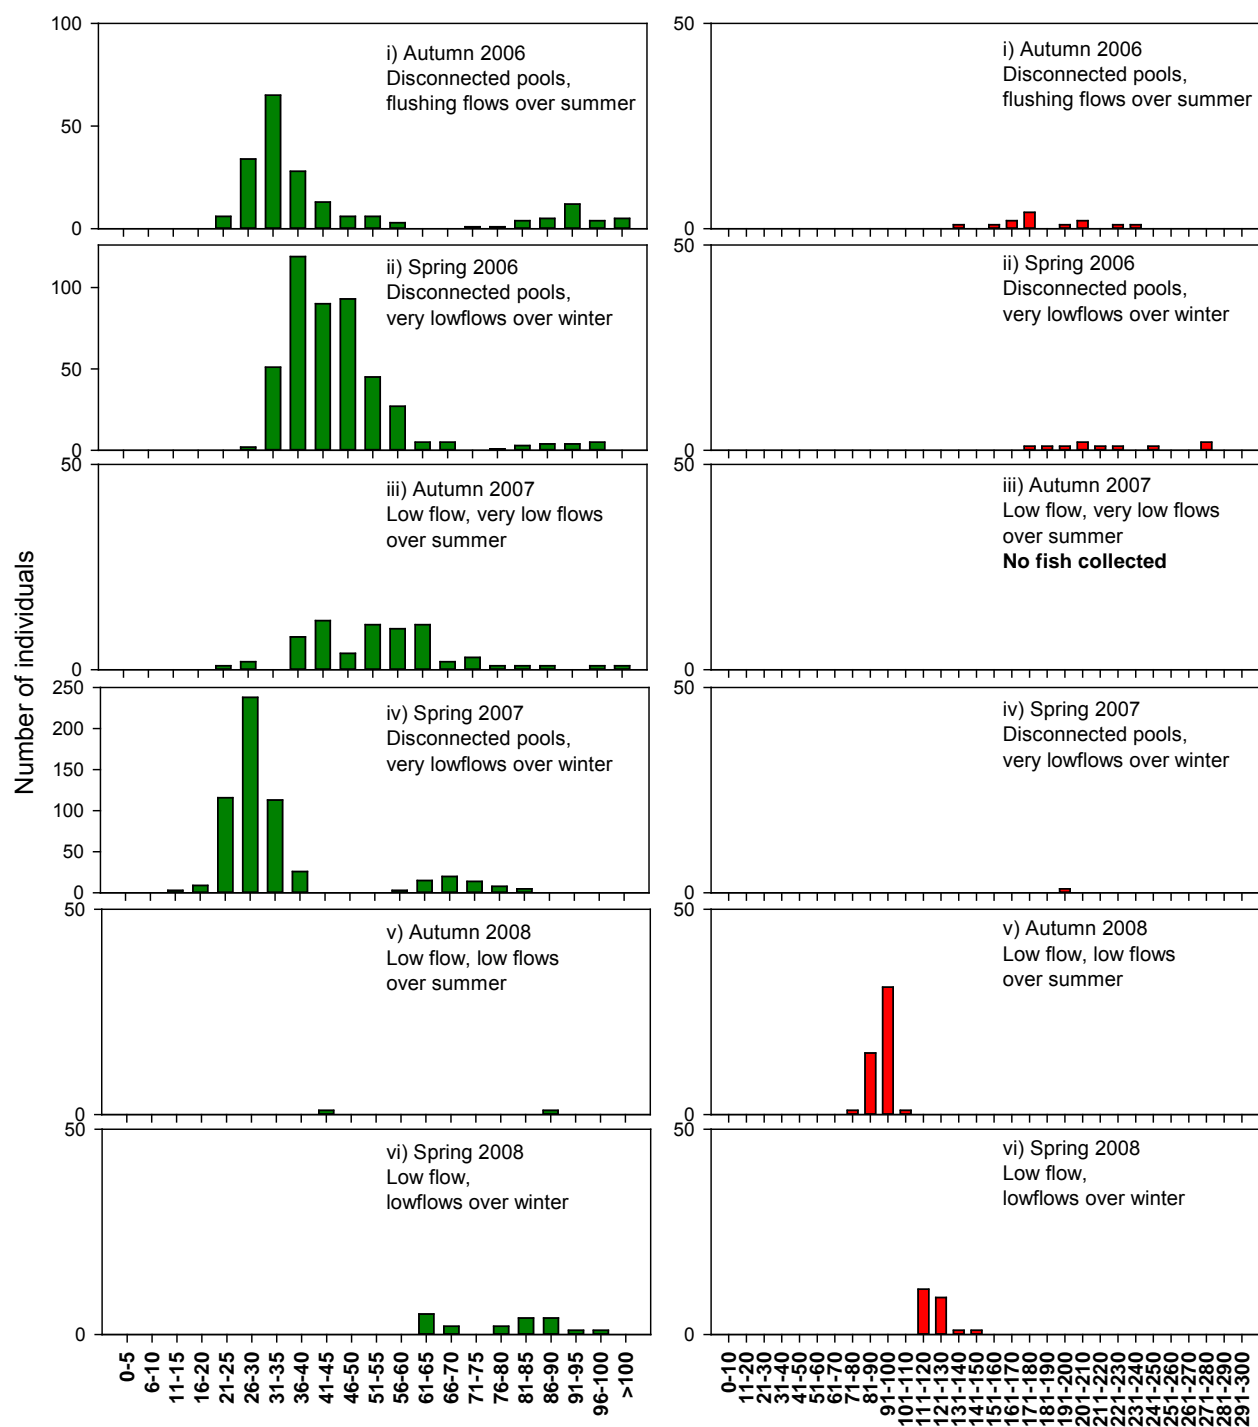 Number of individuals
100
50
0
i) Autumn 2006
Disconnected pools,
flushing flows over summer
50
0
i) Autumn 2006
Disconnected pools,
flushing flows over summer
100
50
0
ii) Spring 2006
Disconnected pools,
very lowflows over winter
50
0
ii) Spring 2006
Disconnected pools,
very lowflows over winter
50
0
iii) Autumn 2007
Low flow, very low flows
over summer
50
0
iii) Autumn 2007
Low flow, very low flows
over summer
No fish collected
250
200
150
100
50
0
iv) Spring 2007
Disconnected pools,
very lowflows over winter
50
0
iv) Spring 2007
Disconnected pools,
very lowflows over winter
50
0
v) Autumn 2008
Low flow, low flows
over summer
50
0
v) Autumn 2008
Low flow, low flows
over summer
50
0
vi) Spring 2008
Low flow,
lowflows over winter
50
0
vi) Spring 2008
Low flow,
lowflows over winter
0-5
6-10
11-15
16-20
21-25
26-30
31-35
36-40
41-45
46-50
51-55
56-60
61-65
66-70
71-75
76-80
81-85
86-90
91-95
96-100
>100
0-10
11-20
21-30
31-40
41-50
51-60
61-70
71-80
81-90
91-100
101-110
111-120
121-130
131-140
141-150
151-160
161-170
171-180
181-190
191-200
201-210
211-220
221-230
231-240
241-250
251-260
261-270
271-280
281-290
291-300